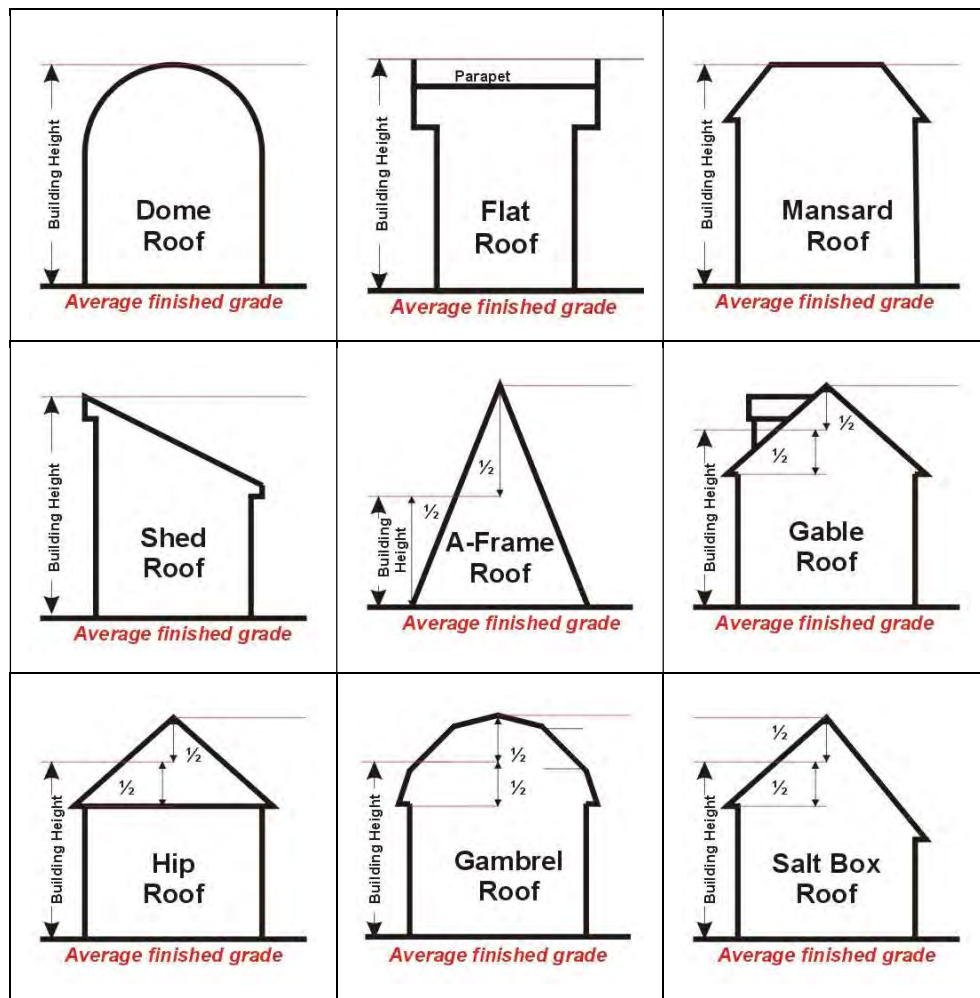 Building Height
Dome
Roof
Average finished grade
Building Height
Parapet
Flat
Roof
Average finished grade
Building Height
Mansard
Roof
Average finished grade
Building Height
Shed
Roof
Average finished grade
½
½
Building
Height
A-Frame
Roof
Average finished grade
½
½
Building Height
Gable
Roof
Average finished grade
½
½
Building Height
Hip
Roof
Average finished grade
½
½
Building Height
Gambrel
Roof
Average finished grade
½
½
Building Height
Salt Box
Roof
Average finished grade